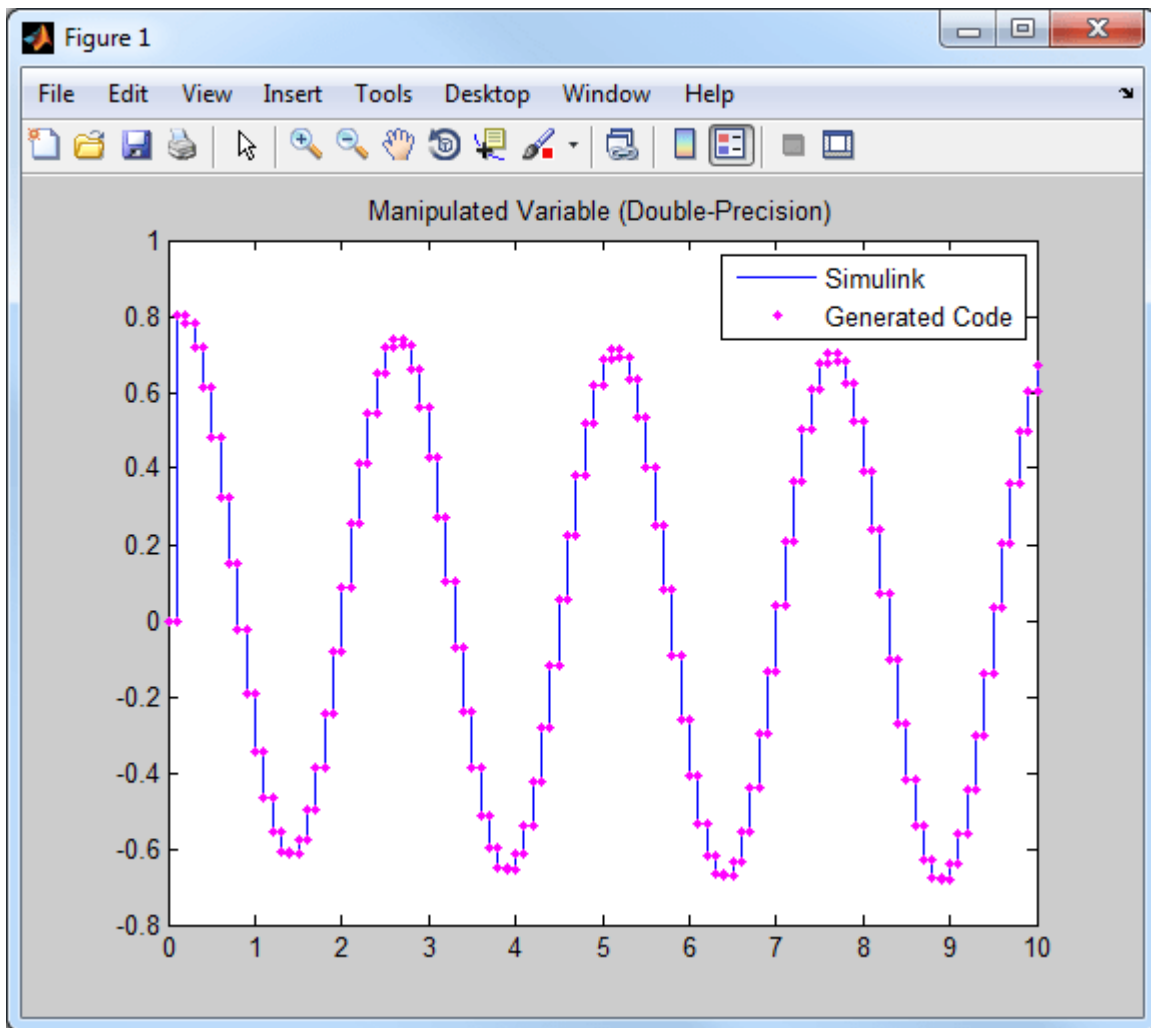 Figure 1
File Edit View Insert Tools Desktop Window Help
Manipulated Variable (Double-Precision)
Simulink
Generated Code
1
0.8
0.6
0.4
0.2
0
-0.2
-0.4
-0.6
-0.8
0 1 2 3 4 5 6 7 8 9 10